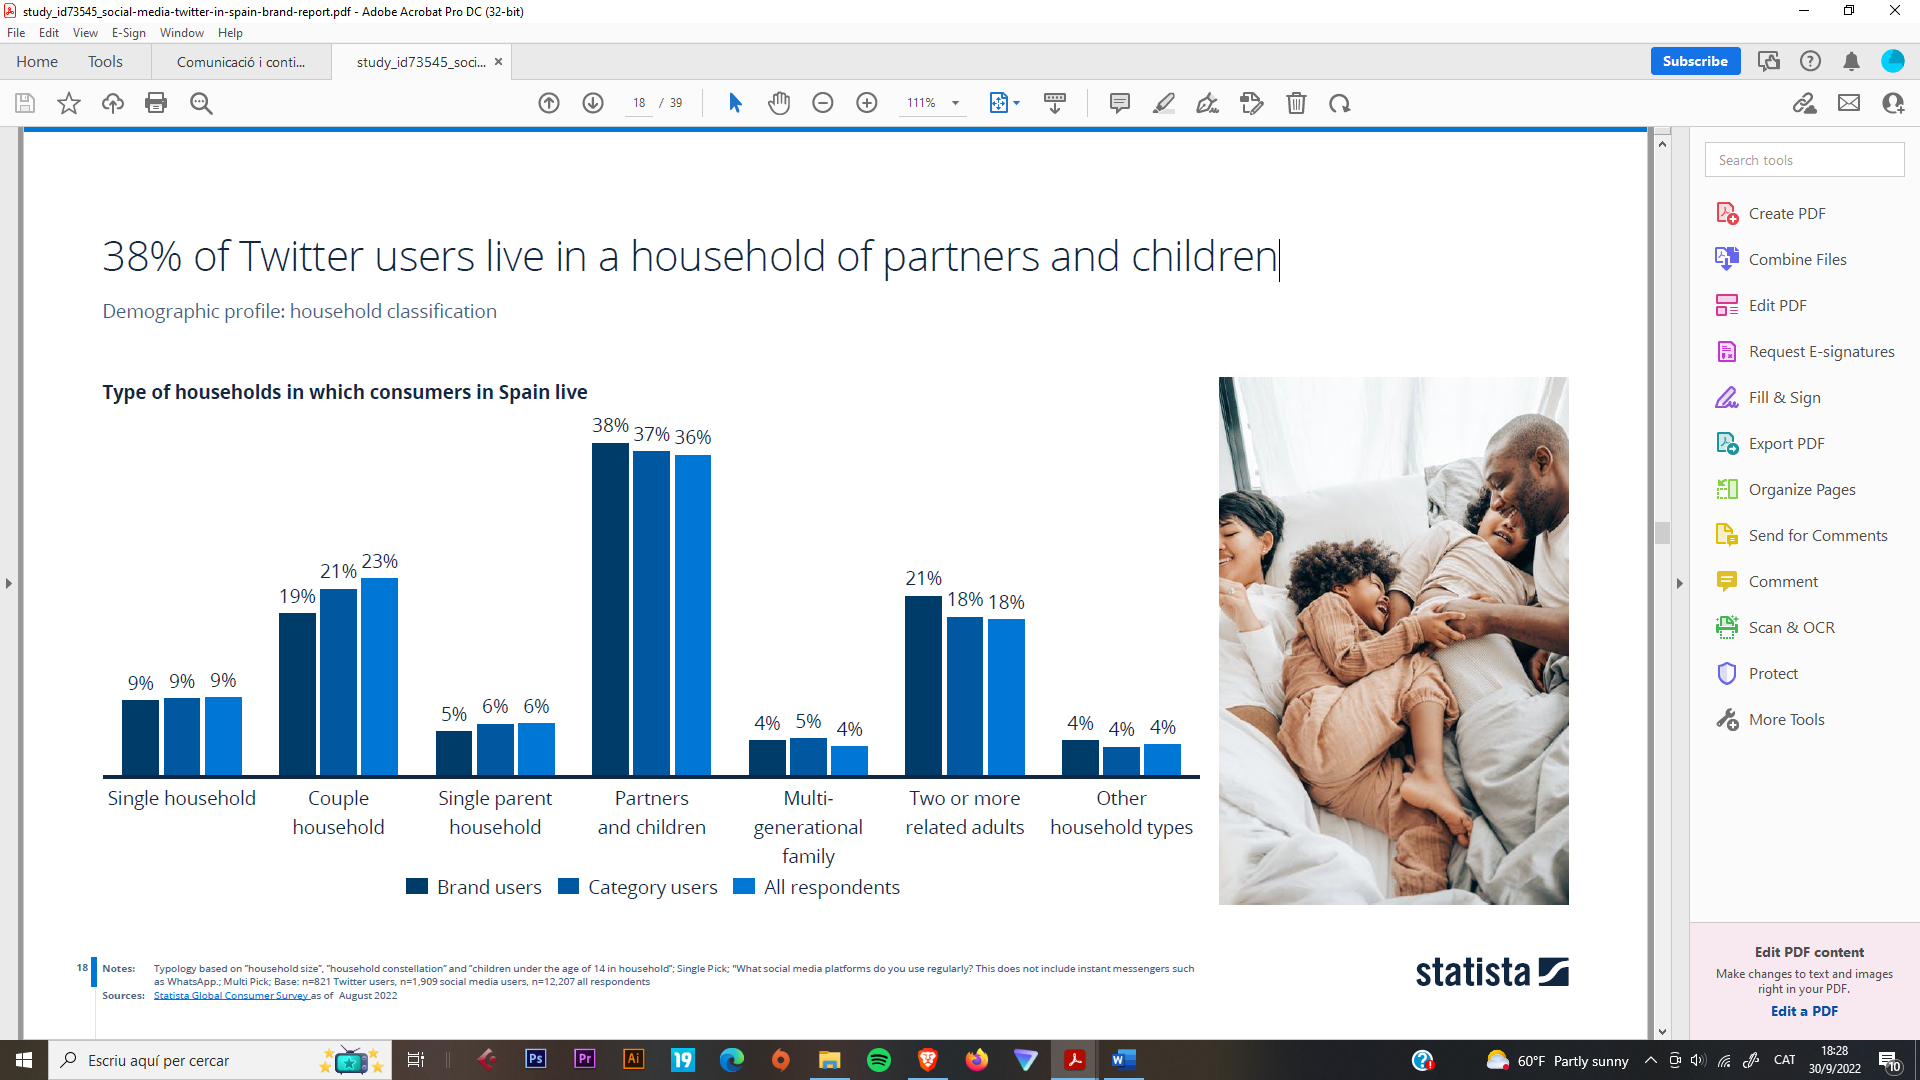 study_id73545_social-media-twitter-in-spain-brand-report.pdf - Adobe Acrobat Pro DC (32-bit)
File Edit View E-Sign Window Help
Home Tools Comunicació i conti... study_id73545_soci... ×
Subscribe
18 / 39
111%
Search tools
Create PDF
Combine Files
Edit PDF
Request E-signatures
Fill & Sign
Export PDF
Organize Pages
Send for Comments
Comment
Scan & OCR
Protect
More Tools
Edit PDF content
Make changes to text and images
right in your PDF.
Edit a PDF
38% of Twitter users live in a household of partners and children
Demographic profile: household classification
Type of households in which consumers in Spain live
9% 9% 9%
19% 21% 23%
5% 6% 6%
38% 37% 36%
4% 5% 4%
21% 18% 18%
4% 4% 4%
Single household
Couple
household
Single parent
household
Partners
and children
Multi-
generational
family
Two or more
related adults
Other
household types
Brand users Category users All respondents
18
Notes: Typology based on "household size", "household constellation" and "children under the age of 14 in household"; Single Pick; "What social media platforms do you use regularly? This does not include instant messengers such
as WhatsApp.; Multi Pick; Base: n=821 Twitter users, n=1,909 social media users, n=12,207 all respondents
Sources: Statista Global Consumer Survey as of August 2022
statista
Escriu aquí per cercar
Ps
Pr
Ai
19
W
60°F Partly sunny
CAT
18:28
30/9/2022
10